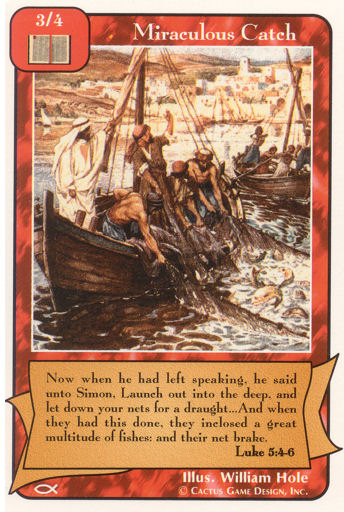 3/4
Miraculous Catch
Now when he had left speaking, he said
unto Simon, Launch out into the deep, and
let down your nets for a draught...And when
they had this done, they inclosed a great
multitude of fishes: and their net brake.
Luke 5:4-6
Illus. William Hole
© Cactus Game Design, Inc.